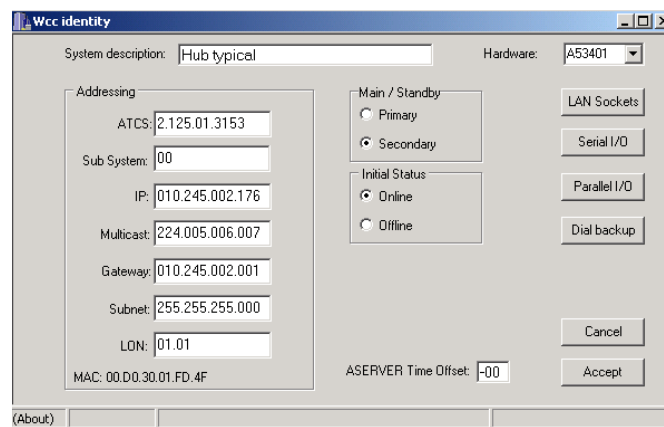 Wcc identity
System description: Hub typical Hardware: A53401
Addressing
ATCS: 2.125.01.3153
Sub System: 00
IP: 010.245.002.176
Multicast: 224.005.006.007
Gateway: 010.245.002.001
Subnet: 255.255.255.000
LON: 01.01
MAC: 00.D0.30.01.FD.4F
Main / Standby
Primary
Secondary
Initial Status
Online
Offline
ASERVER Time Offset: -00
LAN Sockets
Serial I/O
Parallel I/O
Dial backup
Cancel
Accept
(About)